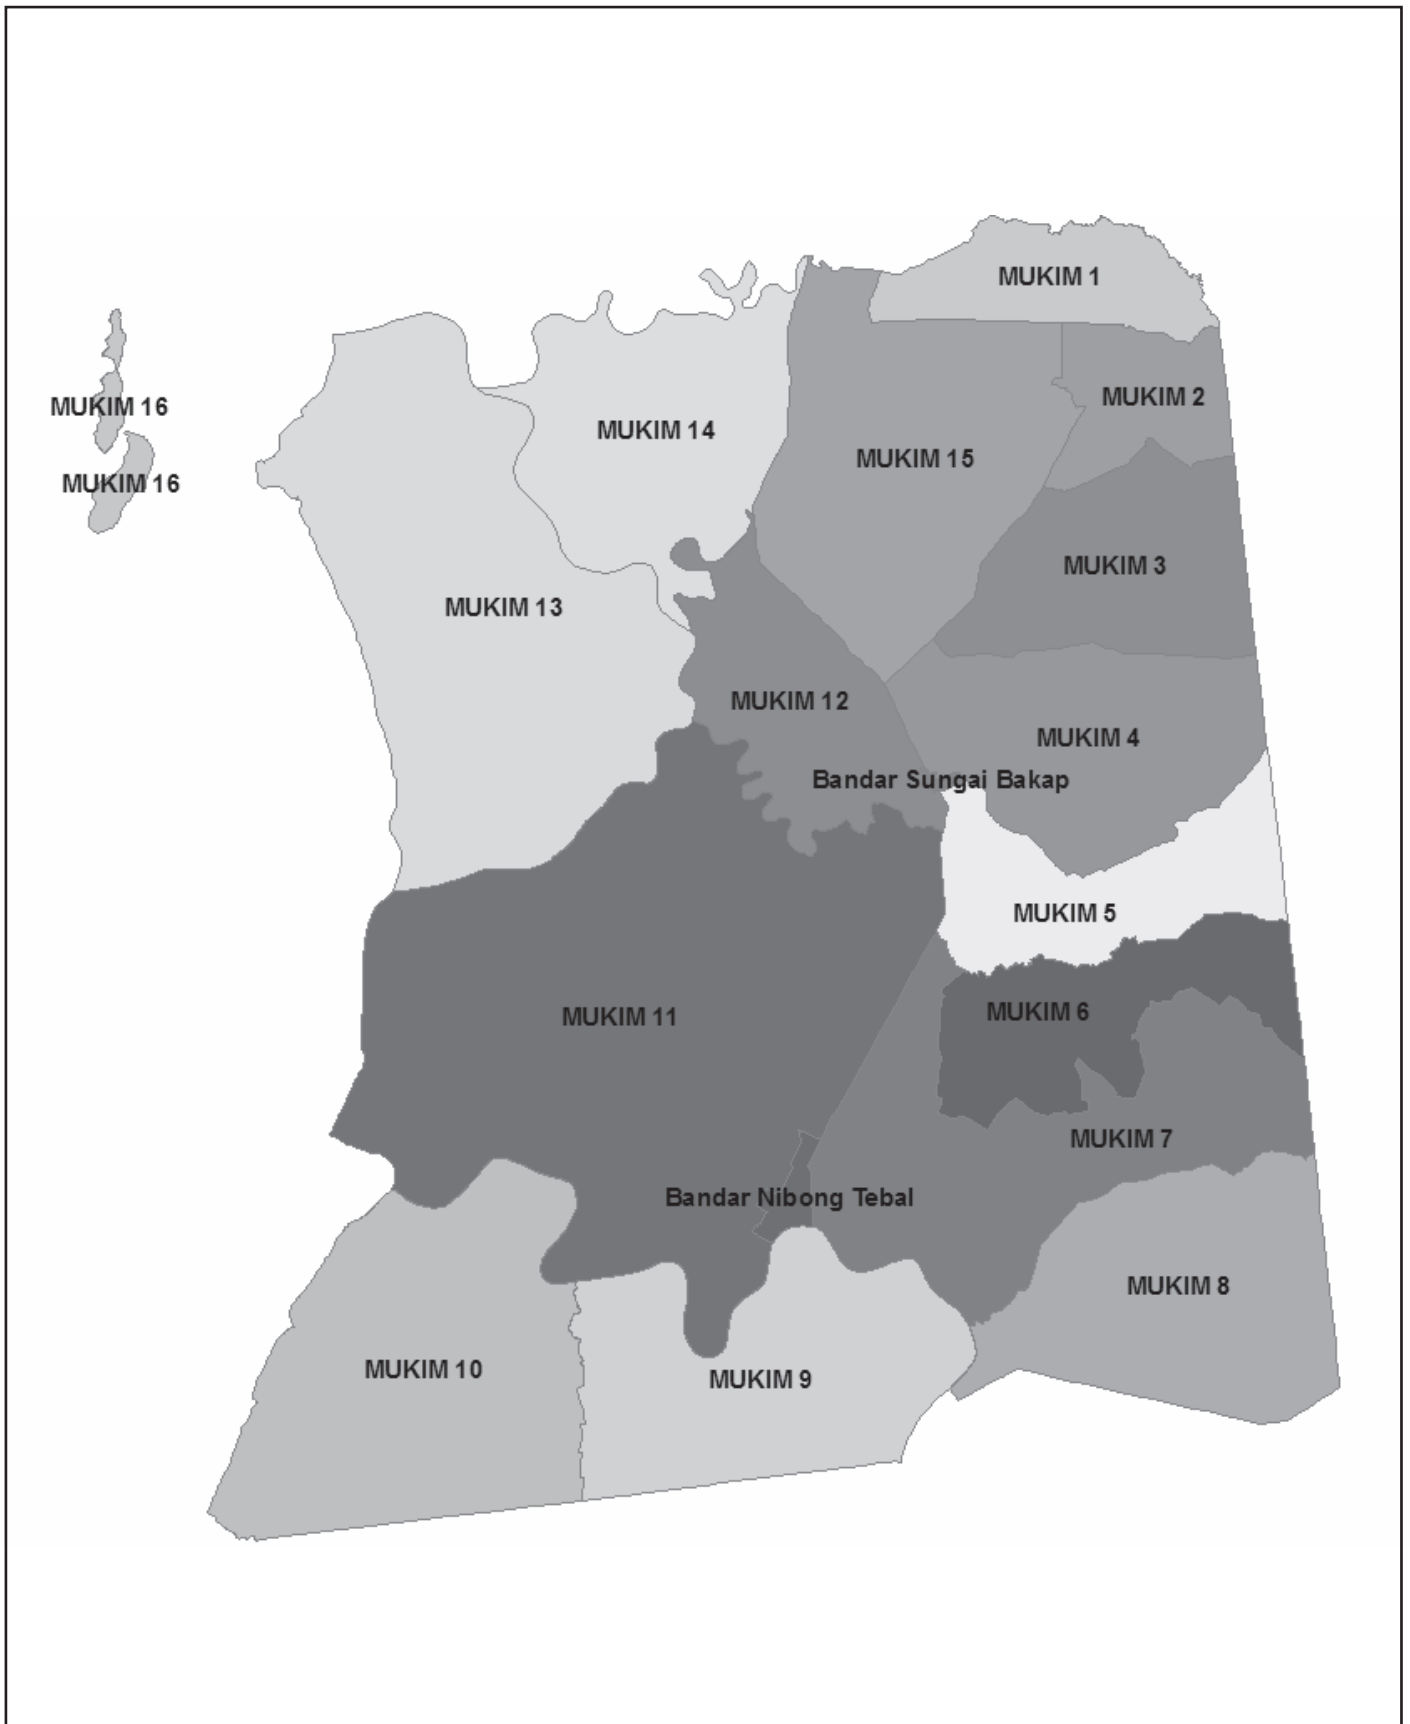 MUKIM 1
MUKIM 2
MUKIM 16
MUKIM 14
MUKIM 15
MUKIM 16
MUKIM 3
MUKIM 13
MUKIM 12
MUKIM 4
Bandar Sungai Bakap
MUKIM 5
MUKIM 6
MUKIM 11
MUKIM 7
Bandar Nibong Tebal
MUKIM 8
MUKIM 10
MUKIM 9